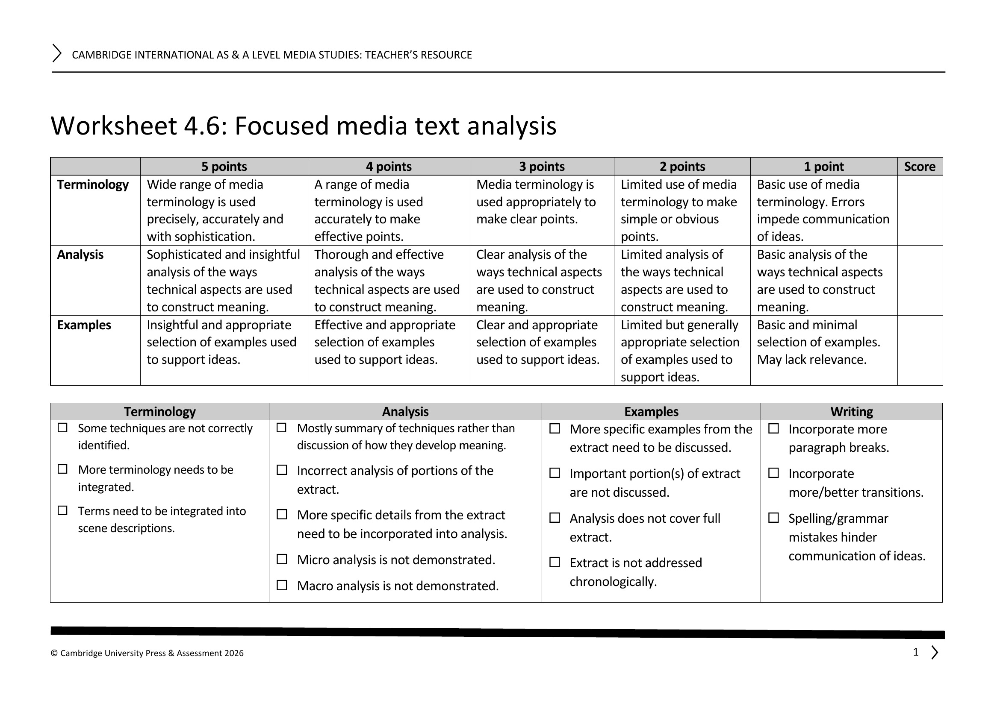 CAMBRIDGE INTERNATIONAL AS & A LEVEL MEDIA STUDIES: TEACHER’S RESOURCE
Worksheet 4.6: Focused media text analysis
5 points
4 points
3 points
2 points
1 point
Score
Terminology
Wide range of media
terminology is used
precisely, accurately and
with sophistication.
A range of media
terminology is used
accurately to make
effective points.
Media terminology is
used appropriately to
make clear points.
Limited use of media
terminology to make
simple or obvious
points.
Basic use of media
terminology. Errors
impede communication
of ideas.
Analysis
Sophisticated and insightful
analysis of the ways
technical aspects are used
to construct meaning.
Thorough and effective
analysis of the ways
technical aspects are used
to construct meaning.
Clear analysis of the
ways technical aspects
are used to construct
meaning.
Limited analysis of
the ways technical
aspects are used to
construct meaning.
Basic analysis of the
ways technical aspects
are used to construct
meaning.
Examples
Insightful and appropriate
selection of examples used
to support ideas.
Effective and appropriate
selection of examples
used to support ideas.
Clear and appropriate
selection of examples
used to support ideas.
Limited but generally
appropriate selection
of examples used to
support ideas.
Basic and minimal
selection of examples.
May lack relevance.
Terminology
Analysis
Examples
Writing
☐ Some techniques are not correctly
identified.
☐ More terminology needs to be
integrated.
☐ Terms need to be integrated into
scene descriptions.
☐ Mostly summary of techniques rather than
discussion of how they develop meaning.
☐ Incorrect analysis of portions of the
extract.
☐ More specific details from the extract
need to be incorporated into analysis.
☐ Micro analysis is not demonstrated.
☐ Macro analysis is not demonstrated.
☐ More specific examples from the
extract need to be discussed.
☐ Important portion(s) of extract
are not discussed.
☐ Analysis does not cover full
extract.
☐ Extract is not addressed
chronologically.
☐ Incorporate more
paragraph breaks.
☐ Incorporate
more/better transitions.
☐ Spelling/grammar
mistakes hinder
communication of ideas.
© Cambridge University Press & Assessment 2026
1